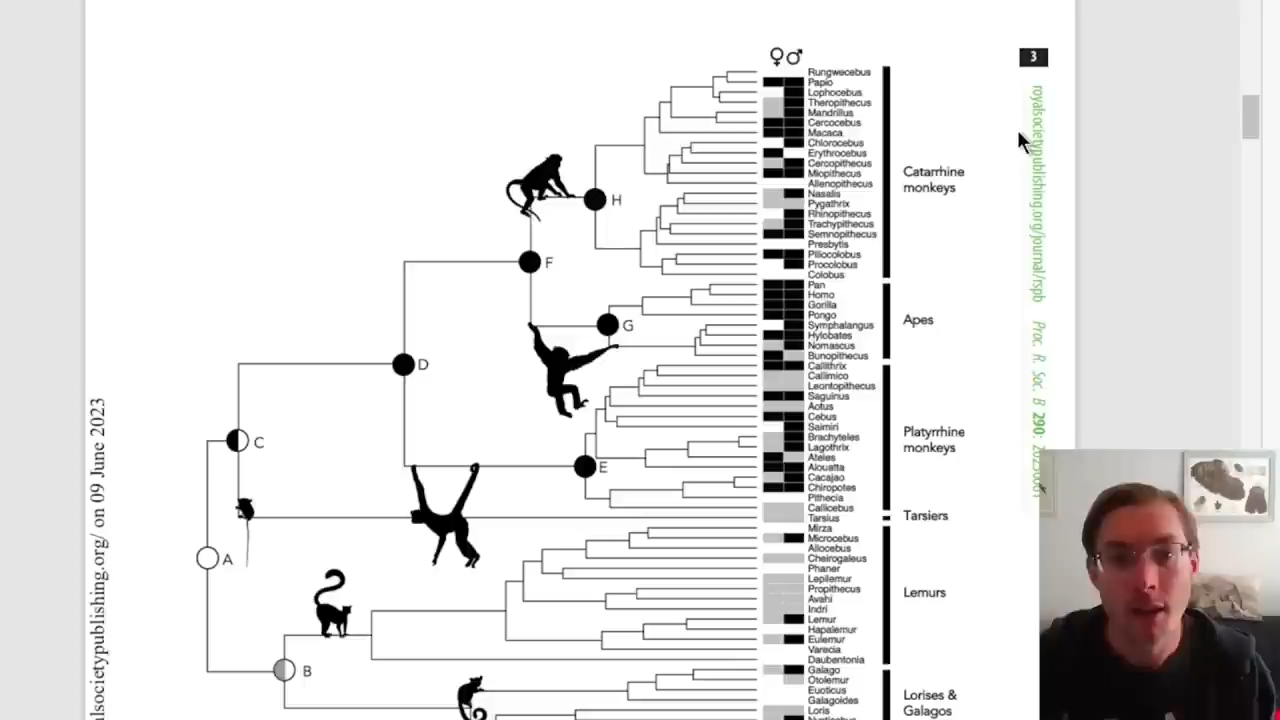 ♀♂
3
Rungwecebus
Papio
Lophocebus
Theropithecus
Mandrillus
Cercocebus
Macaca
Chlorocebus
Erythrocebus
Cercopithecus
Miopithecus
Allenopithecus
Nasalis
Pygathrix
Rhinopithecus
Trachypithecus
Semnopithecus
Presbytis
Piliocolobus
Procolobus
Colobus
Catarrhine
monkeys
Pan
Homo
Gorilla
Pongo
Symphalangus
Hylobates
Nomascus
Bunopithecus
Apes
Callithrix
Callimico
Leontopithecus
Saguinus
Aotus
Cebus
Saimiri
Brachyteles
Lagothrix
Ateles
Alouatta
Cacajao
Chiropotes
Pithecia
Callicebus
Platyrrhine
monkeys
Tarsius
Tarsiers
Mirza
Microcebus
Allocebus
Cheirogaleus
Phaner
Lepilemur
Propithecus
Avahi
Indri
Lemur
Hapalemur
Eulemur
Varecia
Daubentonia
Lemurs
Galago
Otolemur
Euoticus
Galagoides
Loris
Lorises &
Galagos
H
F
G
D
C
E
A
B
royalsocietypublishing.org/journal/rspb Proc. R. Soc. B 290:
alsocietypublishing.org/ on 09 June 2023